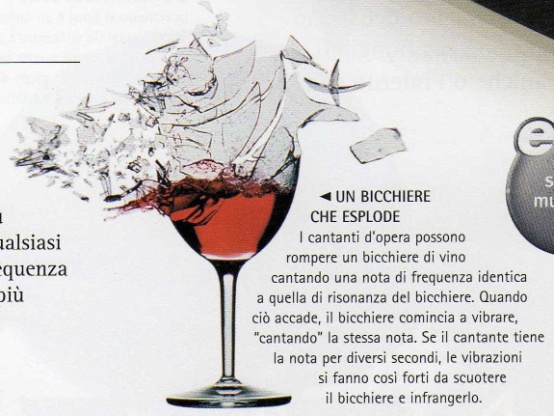 ualsiasi
equenza
più
◄ UN BICCHIERE
CHE ESPLODE
I cantanti d'opera possono
rompere un bicchiere di vino
cantando una nota di frequenza identica
a quella di risonanza del bicchiere. Quando
ciò accade, il bicchiere comincia a vibrare,
"cantando" la stessa nota. Se il cantante tiene
la nota per diversi secondi, le vibrazioni
si fanno così forti da scuotere
il bicchiere e infrangerlo.
e
s
mu